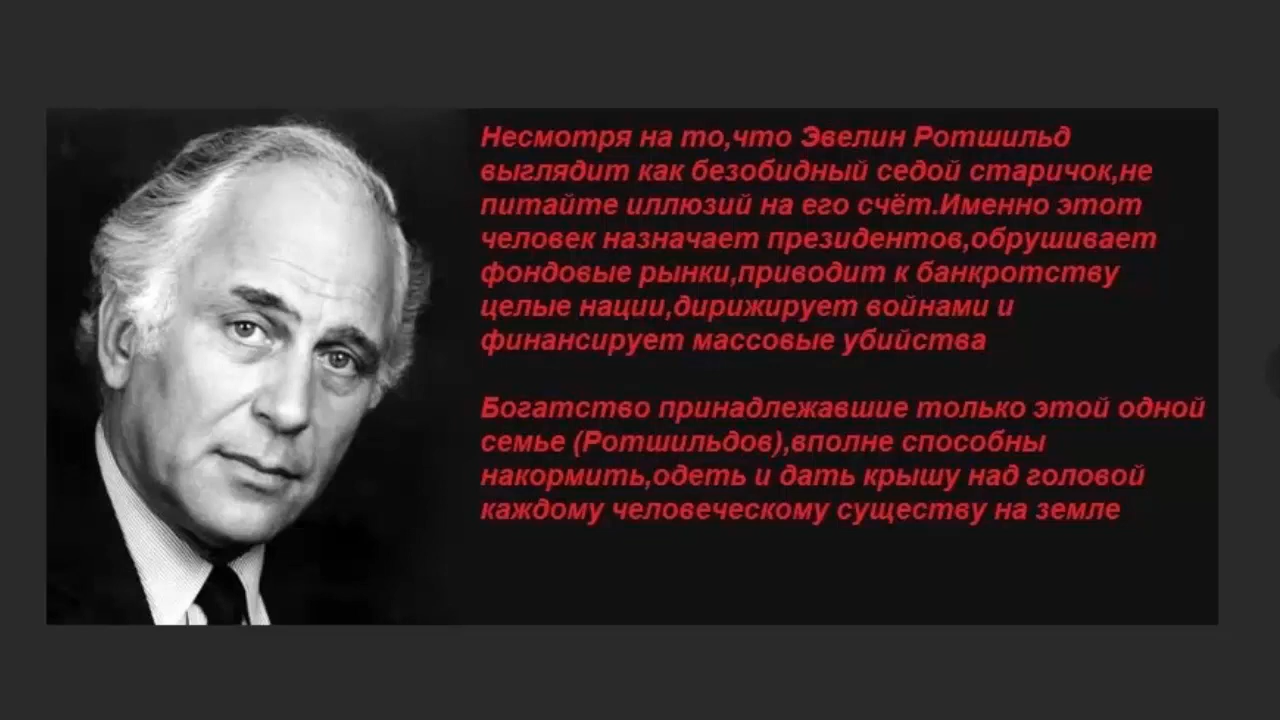 Несмотря на то,что Эвелин Ротшильд
выглядит как безобидный седой старичок,не
питайте иллюзий на его счёт.Именно этот
человек назначает президентов,обрушивает
фондовые рынки,приводит к банкротству
целые нации,дирижирует войнами и
финансирует массовые убийства
Богатство принадлежавшие только этой одной
семье (Ротшильдов),вполне способны
накормить,одеть и дать крышу над головой
каждому человеческому существу на земле